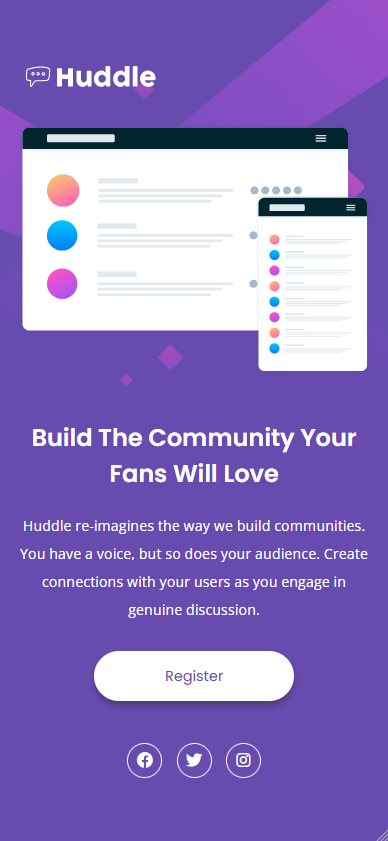 Huddle
Build The Community Your
Fans Will Love
Huddle re-imagines the way we build communities.
You have a voice, but so does your audience. Create
connections with your users as you engage in
genuine discussion.
Register